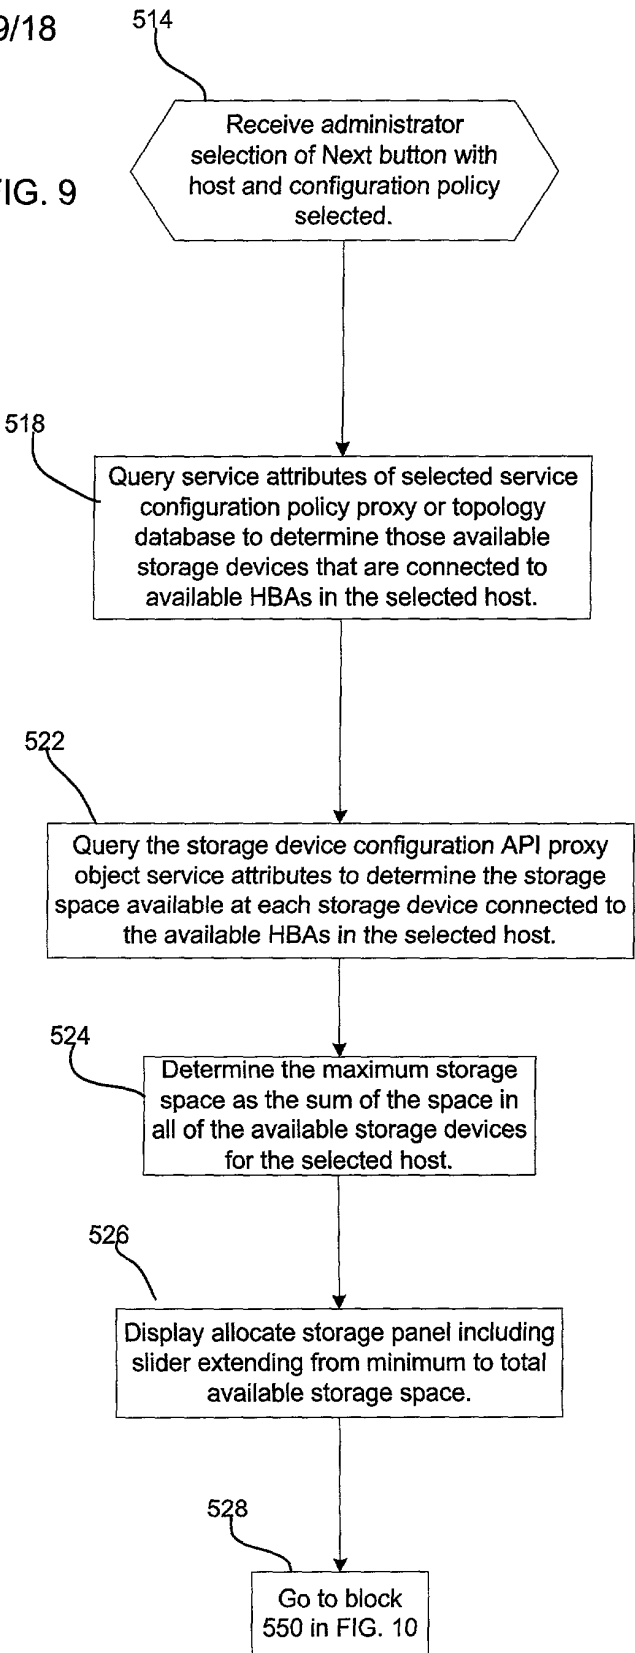 9/18
514
Receive administrator
selection of Next button with
host and configuration policy
selected.
FIG. 9
518
Query service attributes of selected service
configuration policy proxy or topology
database to determine those available
storage devices that are connected to
available HBAs in the selected host.
522
Query the storage device configuration API proxy
object service attributes to determine the storage
space available at each storage device connected to
the available HBAs in the selected host.
524
Determine the maximum storage
space as the sum of the space in
all of the available storage devices
for the selected host.
526
Display allocate storage panel including
slider extending from minimum to total
available storage space.
528
Go to block
550 in FIG. 10